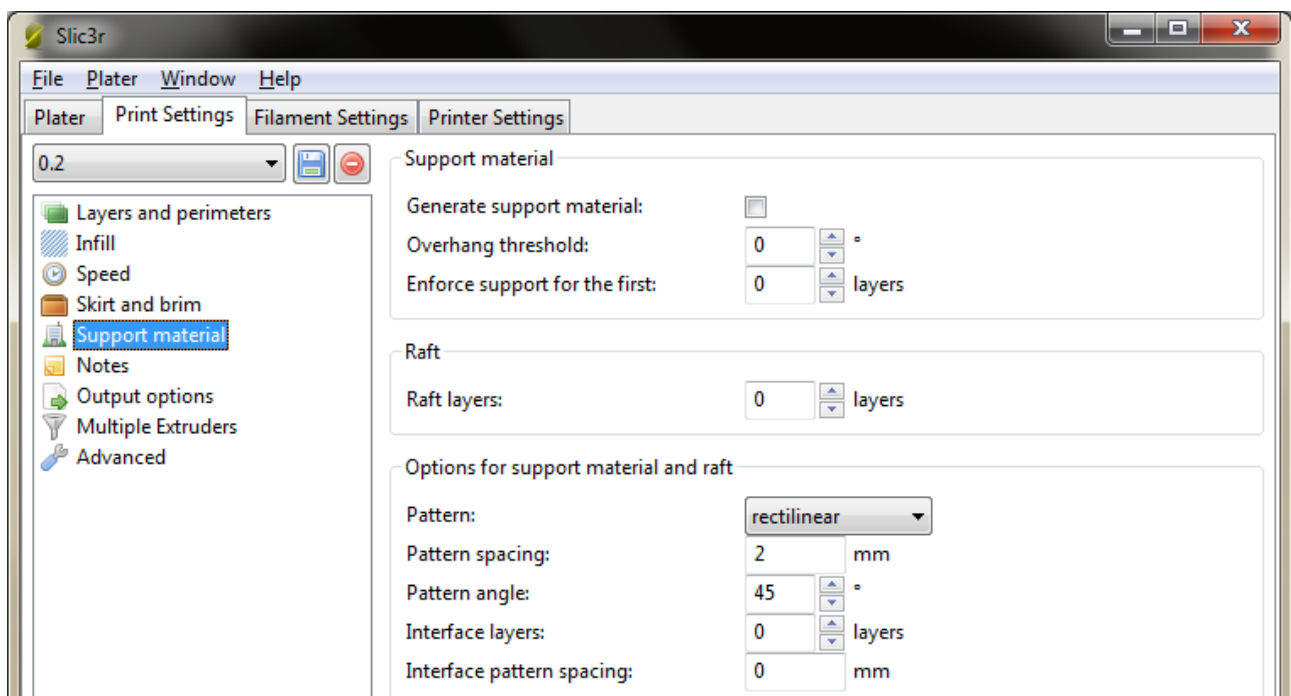 Slic3r
File Plater Window Help
Plater Print Settings Filament Settings Printer Settings
0.2
Layers and perimeters
Infill
Speed
Skirt and brim
Support material
Notes
Output options
Multiple Extruders
Advanced
Support material
Generate support material:
Overhang threshold: 0 °
Enforce support for the first: 0 layers
Raft
Raft layers: 0 layers
Options for support material and raft
Pattern: rectilinear
Pattern spacing: 2 mm
Pattern angle: 45 °
Interface layers: 0 layers
Interface pattern spacing: 0 mm